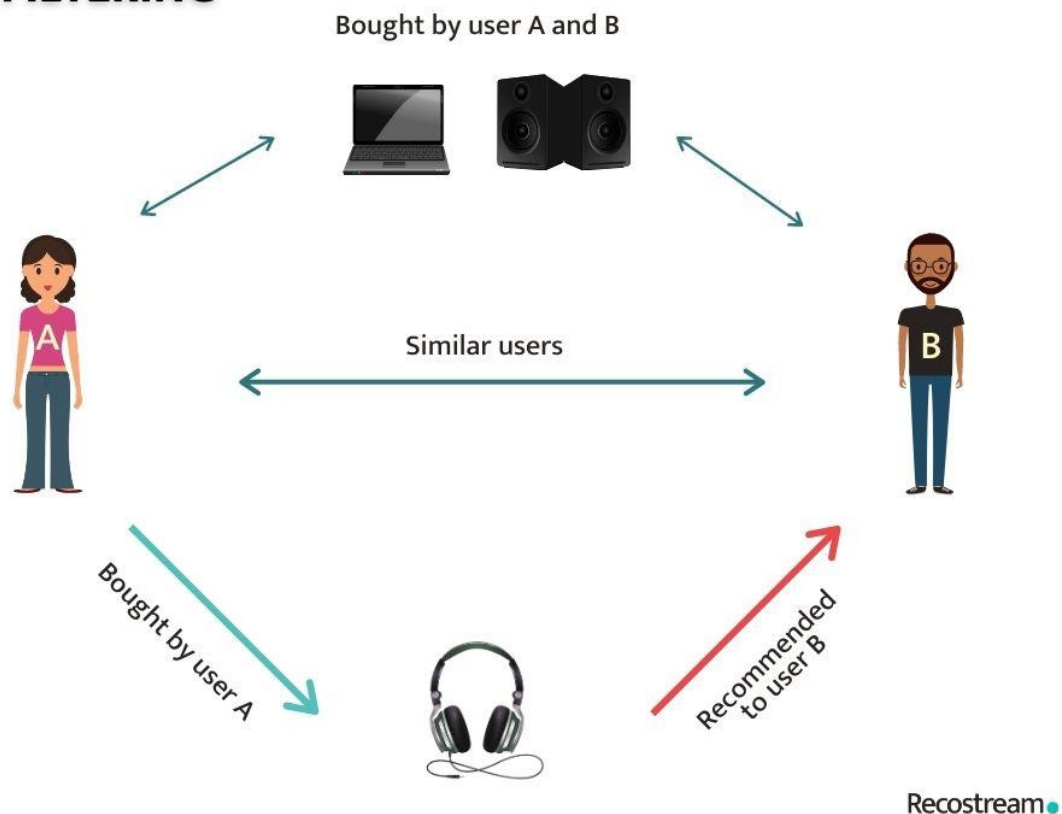 Bought by user A and B
A
Similar users
B
Bought by user A
Recommended
to user B
Recostream